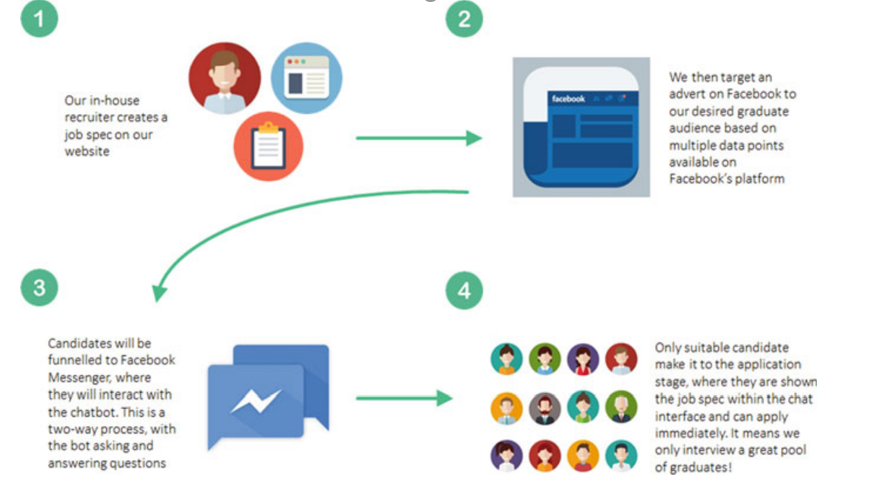 1
Our in-house
recruiter creates a
job spec on our
website
2
facebook
We then target an
advert on Facebook to
our desired graduate
audience based on
multiple data points
available on
Facebook's platform
3
Candidates will be
funnelled to Facebook
Messenger, where
they will interact with
the chatbot. This is a
two-way process, with
the bot asking and
answering questions
4
Only suitable candidate
make it to the application
stage, where they are shown
the job spec within the chat
interface and can apply
immediately. It means we
only interview a great pool
of graduates!